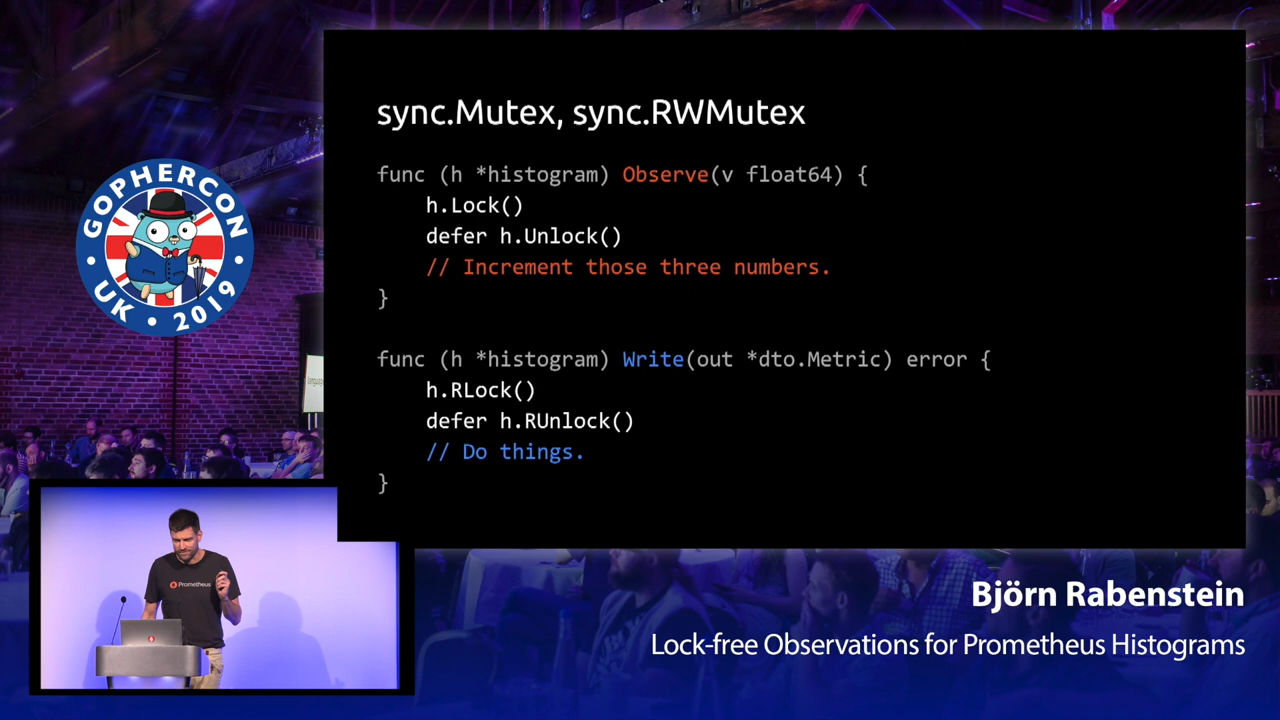 sync.Mutex, sync.RWMutex
func (h *histogram) Observe(v float64) {
h.Lock()
defer h.Unlock()
// Increment those three numbers.
}
func (h *histogram) Write(out *dto.Metric) error {
h.RLock()
defer h.RUnlock()
// Do things.
}
GOPHERCON
UK • 2019
Prometheus
Björn Rabenstein
Lock-free Observations for Prometheus Histograms